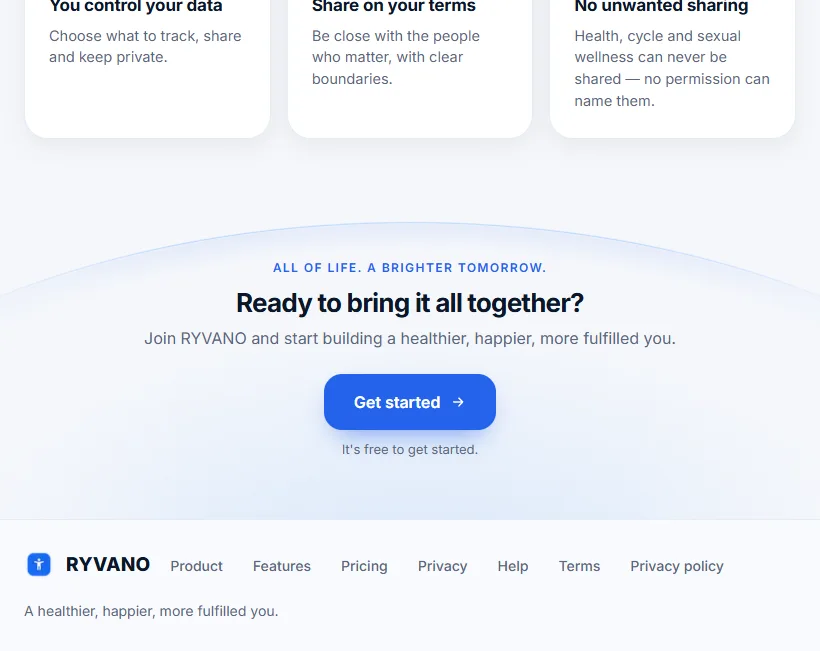 You control your data
Choose what to track, share
and keep private.
Share on your terms
Be close with the people
who matter, with clear
boundaries.
No unwanted sharing
Health, cycle and sexual
wellness can never be
shared — no permission can
name them.
ALL OF LIFE. A BRIGHTER TOMORROW.
Ready to bring it all together?
Join RYVANO and start building a healthier, happier, more fulfilled you.
Get started →
It's free to get started.
RYVANO Product Features Pricing Privacy Help Terms Privacy policy
A healthier, happier, more fulfilled you.